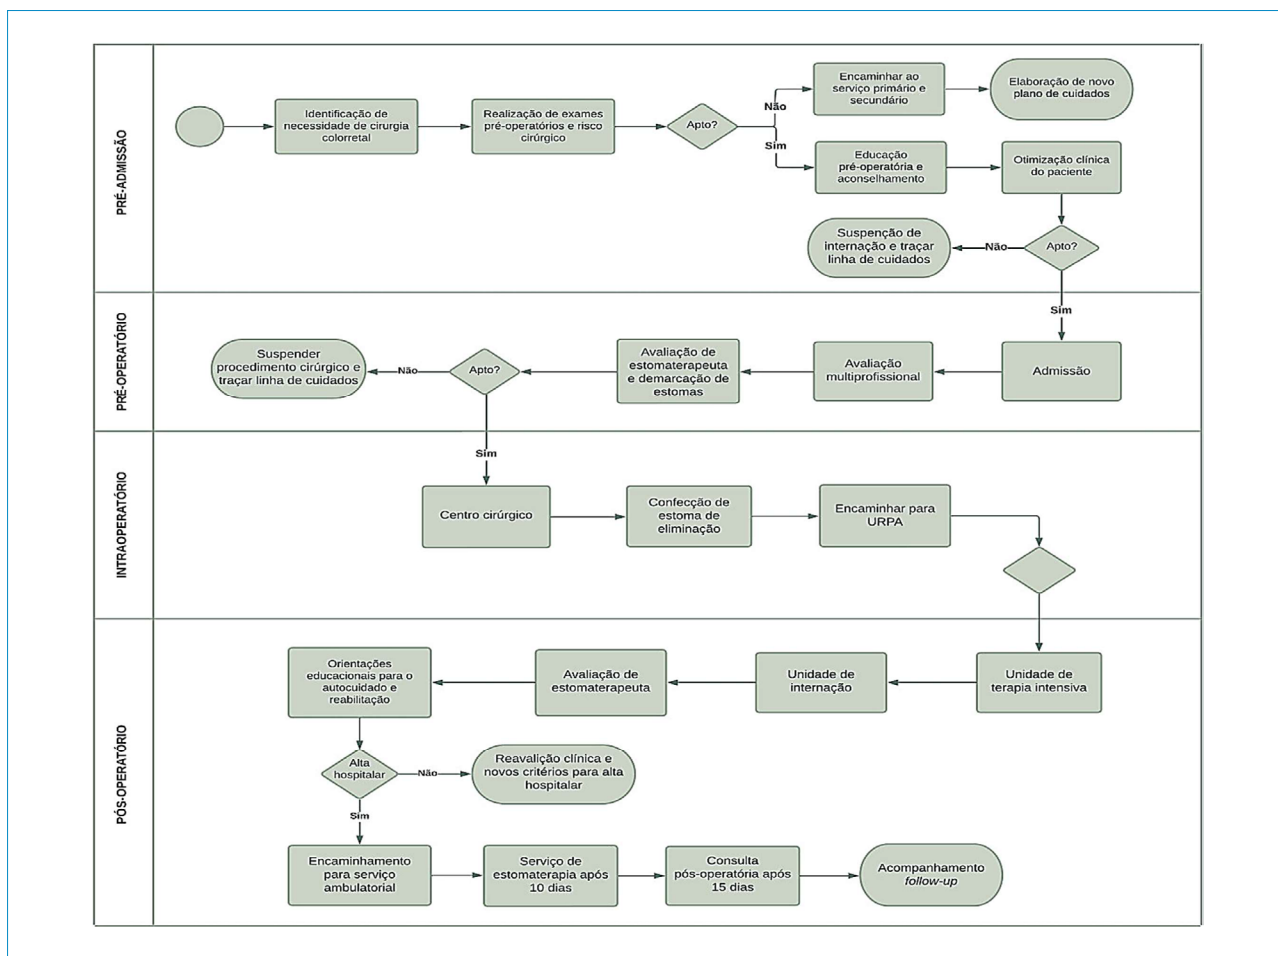 PRÉ-ADMISSÃO
Identificação de
necessidade de cirurgia
colorretal
Realização de exames
pré-operatórios e risco
cirúrgico
Apto?
Não
Encaminhar ao
serviço primário e
secundário
Elaboração de novo
plano de cuidados
Sim
Educação
pré-operatória e
aconselhamento
Otimização clínica
do paciente
Apto?
Não
Suspenção de
internação e traçar
linha de cuidados
Sim
PRÉ-OPERATÓRIO
Admissão
Avaliação
multiprofissional
Avaliação de
estomaterapeuta
e demarcação de
estomas
Apto?
Não
Suspender
procedimento cirúrgico e
traçar linha de cuidados
Sim
INTRAOPERATÓRIO
Centro cirúrgico
Confecção de
estoma de
eliminação
Encaminhar para
URPA
PÓS-OPERATÓRIO
Unidade de
terapia intensiva
Unidade de
internação
Avaliação de
estomaterapeuta
Orientações
educacionais para o
autocuidado e
reabilitação
Alta
hospitalar
Não
Reavalição clínica e
novos critérios para alta
hospitalar
Sim
Encaminhamento
para serviço
ambulatorial
Serviço de
estomaterapia após
10 dias
Consulta
pós-operatória após
15 dias
Acompanhamento
follow-up